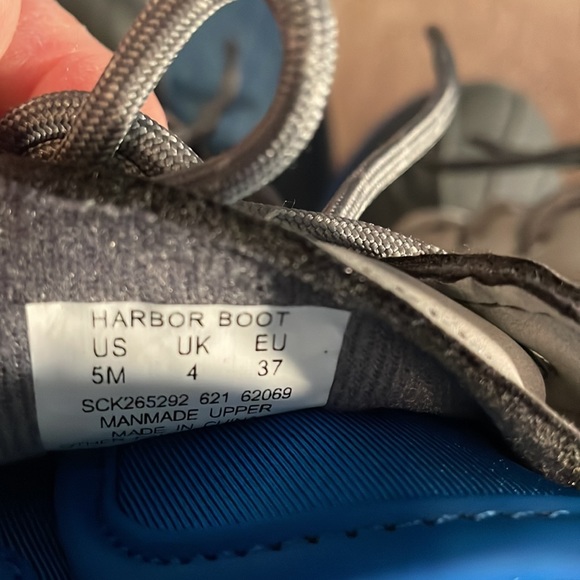 HARBOR BOOT
US UK EU
5M 4 37
SCK265292 621 62069
MANMADE UPPER
MADE IN CHINA